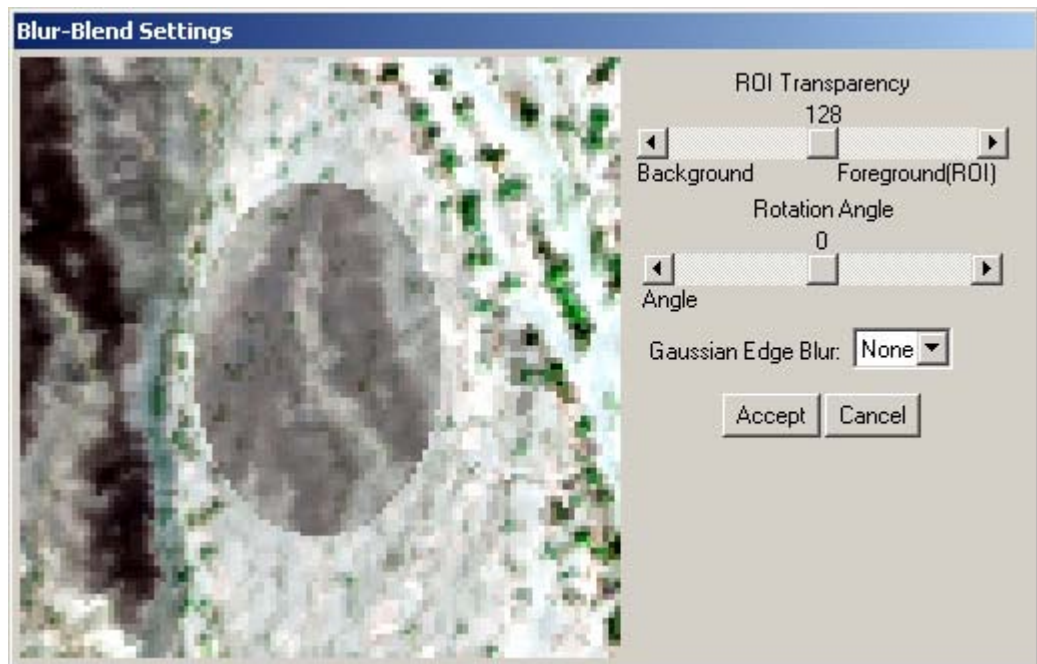 Blur-Blend Settings
ROI Transparency
128
Background Foreground(ROI)
Rotation Angle
0
Angle
Gaussian Edge Blur: None
Accept Cancel